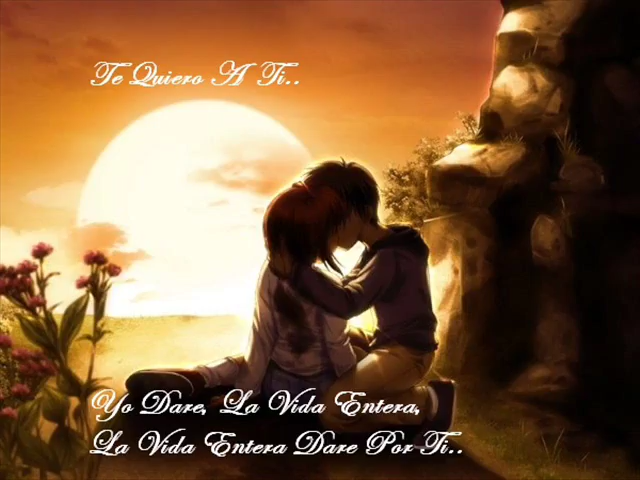 Te Quiero A Ti..
Yo Dare, La Vida Entera,
La Vida Entera Dare Por Ti..